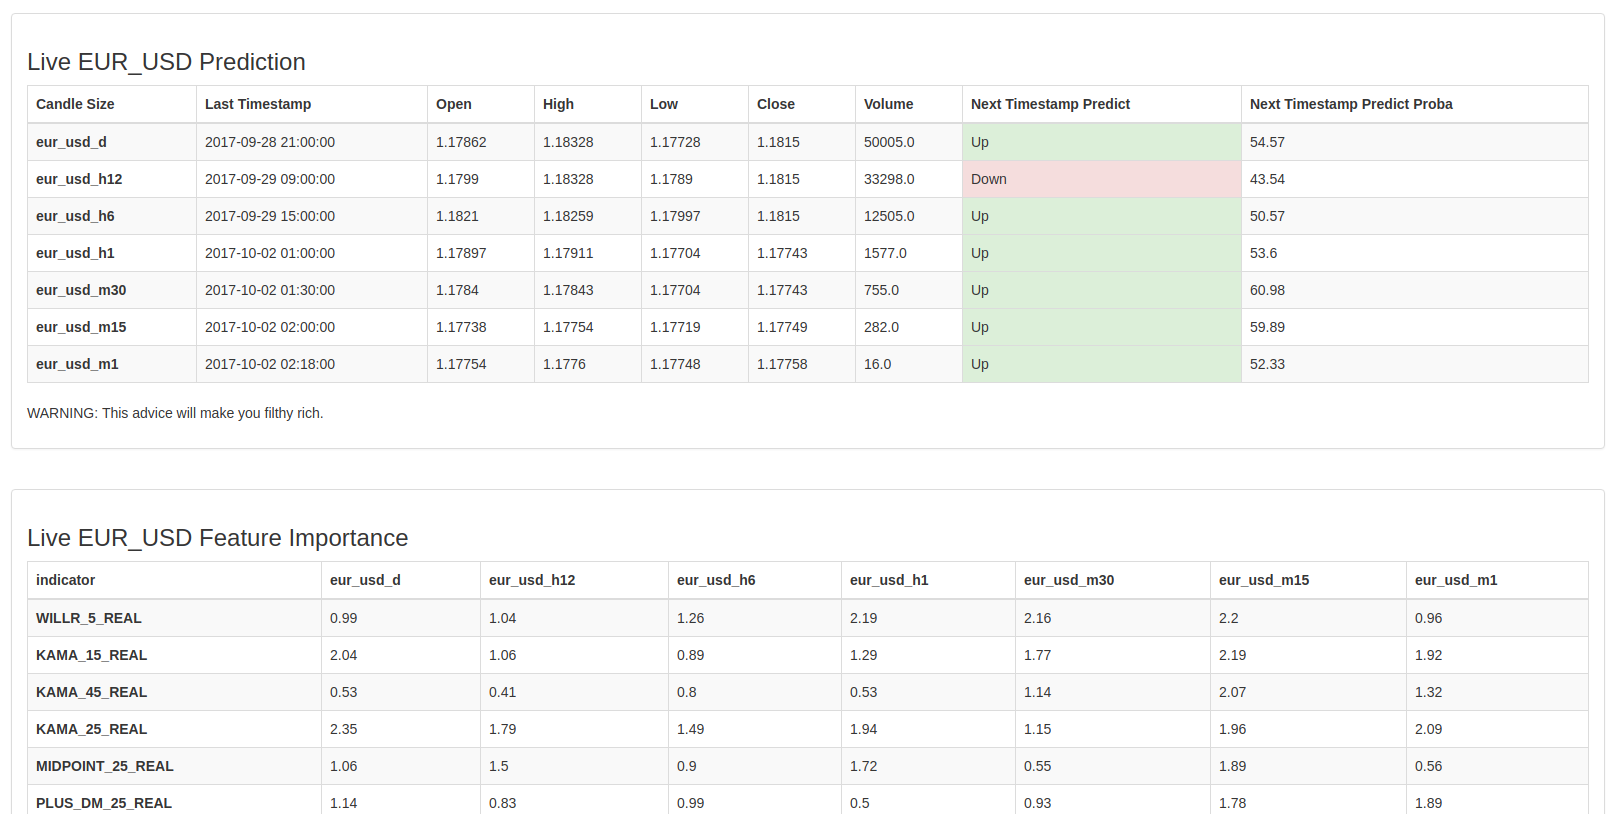 Live EUR_USD Prediction
Candle Size Last Timestamp Open High Low Close Volume Next Timestamp Predict Next Timestamp Predict Proba
eur_usd_d 2017-09-28 21:00:00 1.17862 1.18328 1.17728 1.1815 50005.0 Up 54.57
eur_usd_h12 2017-09-29 09:00:00 1.1799 1.18328 1.1789 1.1815 33298.0 Down 43.54
eur_usd_h6 2017-09-29 15:00:00 1.1821 1.18259 1.17997 1.1815 12505.0 Up 50.57
eur_usd_h1 2017-10-02 01:00:00 1.17897 1.17911 1.17704 1.17743 1577.0 Up 53.6
eur_usd_m30 2017-10-02 01:30:00 1.1784 1.17843 1.17704 1.17743 755.0 Up 60.98
eur_usd_m15 2017-10-02 02:00:00 1.17738 1.17754 1.17719 1.17749 282.0 Up 59.89
eur_usd_m1 2017-10-02 02:18:00 1.17754 1.1776 1.17748 1.17758 16.0 Up 52.33
WARNING: This advice will make you filthy rich.
Live EUR_USD Feature Importance
indicator eur_usd_d eur_usd_h12 eur_usd_h6 eur_usd_h1 eur_usd_m30 eur_usd_m15 eur_usd_m1
WILLR_5_REAL 0.99 1.04 1.26 2.19 2.16 2.2 0.96
KAMA_15_REAL 2.04 1.06 0.89 1.29 1.77 2.19 1.92
KAMA_45_REAL 0.53 0.41 0.8 0.53 1.14 2.07 1.32
KAMA_25_REAL 2.35 1.79 1.49 1.94 1.15 1.96 2.09
MIDPOINT_25_REAL 1.06 1.5 0.9 1.72 0.55 1.89 0.56
PLUS_DM_25_REAL 1.14 0.83 0.99 0.5 0.93 1.78 1.89